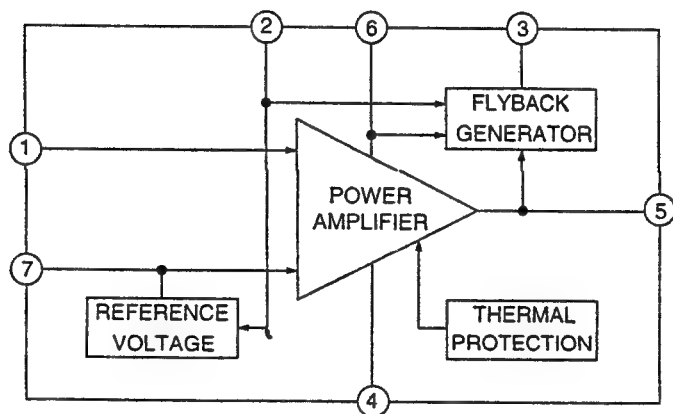 2
6
3
FLYBACK
GENERATOR
1
POWER
AMPLIFIER
5
7
REFERENCE
VOLTAGE
THERMAL
PROTECTION
4